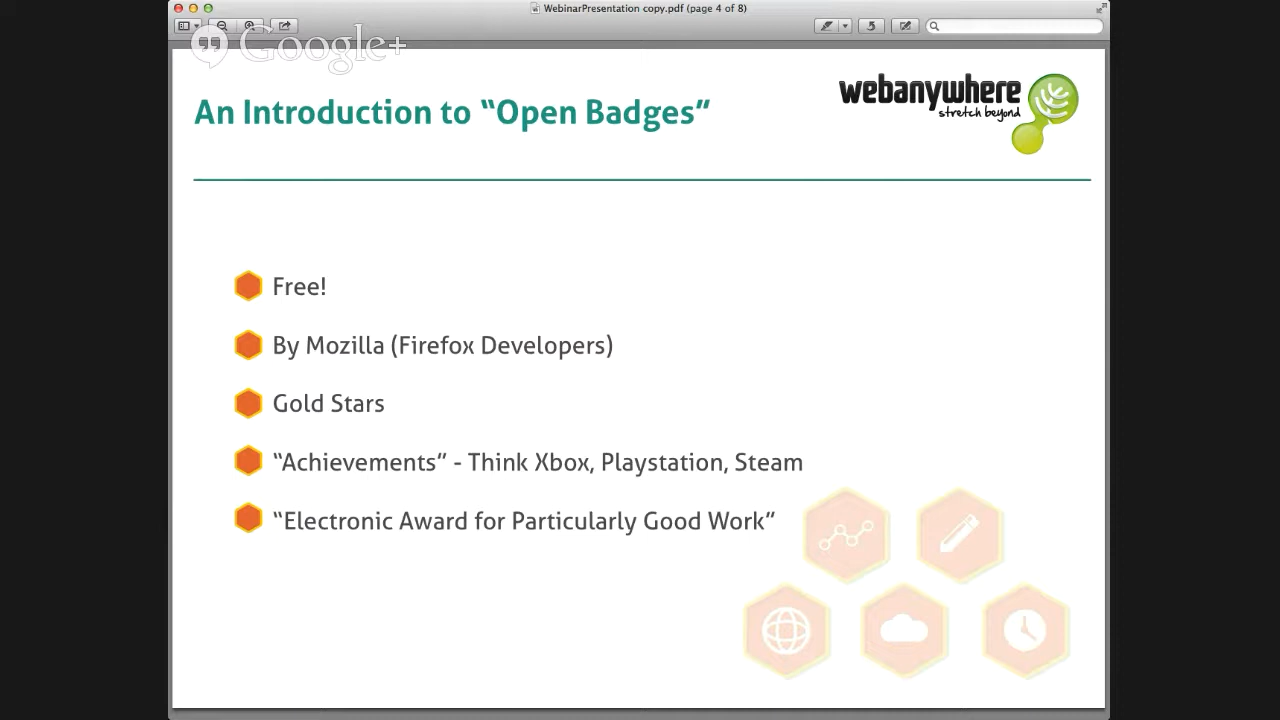 WebinarPresentation copy.pdf (page 4 of 8)
Google+
webanywhere
stretch beyond
An Introduction to “Open Badges”
Free!
By Mozilla (Firefox Developers)
Gold Stars
“Achievements” - Think Xbox, Playstation, Steam
“Electronic Award for Particularly Good Work”